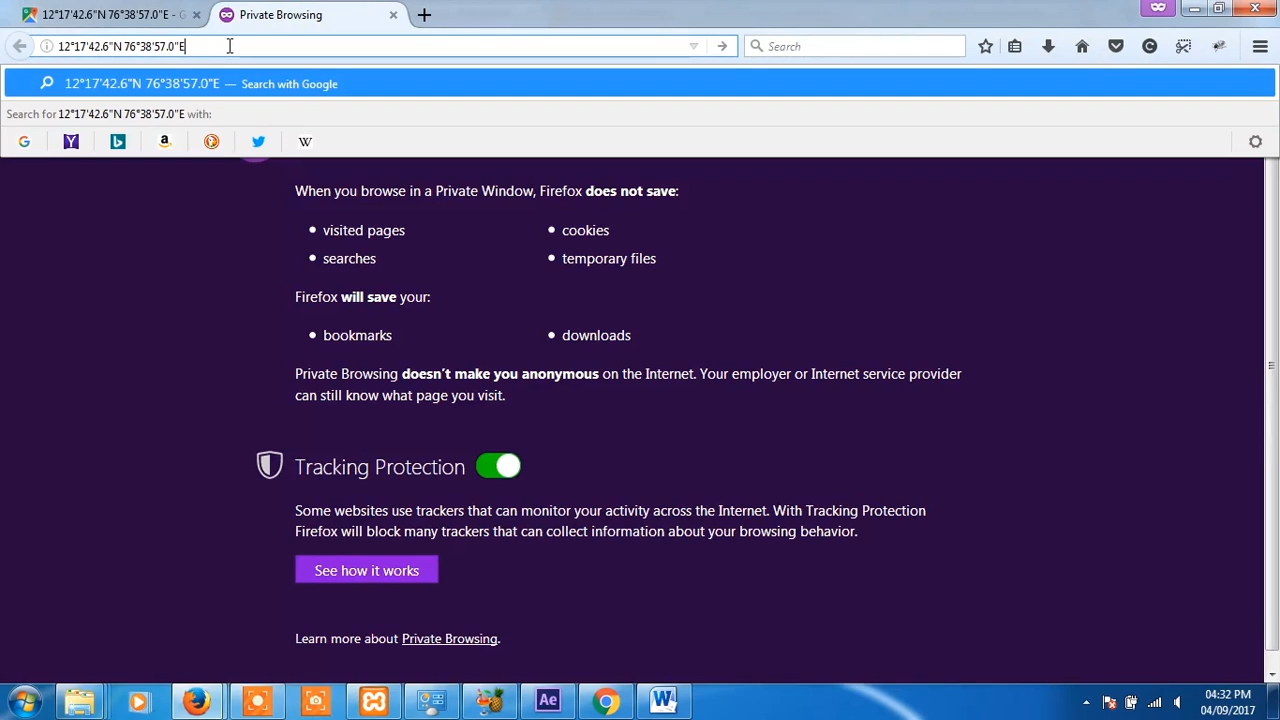 12°17'42.6"N 76°38'57.0"E - G
Private Browsing
12°17'42.6"N 76°38'57.0"E
Search
12°17'42.6"N 76°38'57.0"E — Search with Google
Search for 12°17'42.6"N 76°38'57.0"E with:
When you browse in a Private Window, Firefox does not save:
visited pages
cookies
searches
temporary files
Firefox will save your:
bookmarks
downloads
Private Browsing doesn't make you anonymous on the Internet. Your employer or Internet service provider
can still know what page you visit.
Tracking Protection
Some websites use trackers that can monitor your activity across the Internet. With Tracking Protection
Firefox will block many trackers that can collect information about your browsing behavior.
See how it works
Learn more about Private Browsing.
Ae
04:32 PM
04/09/2017